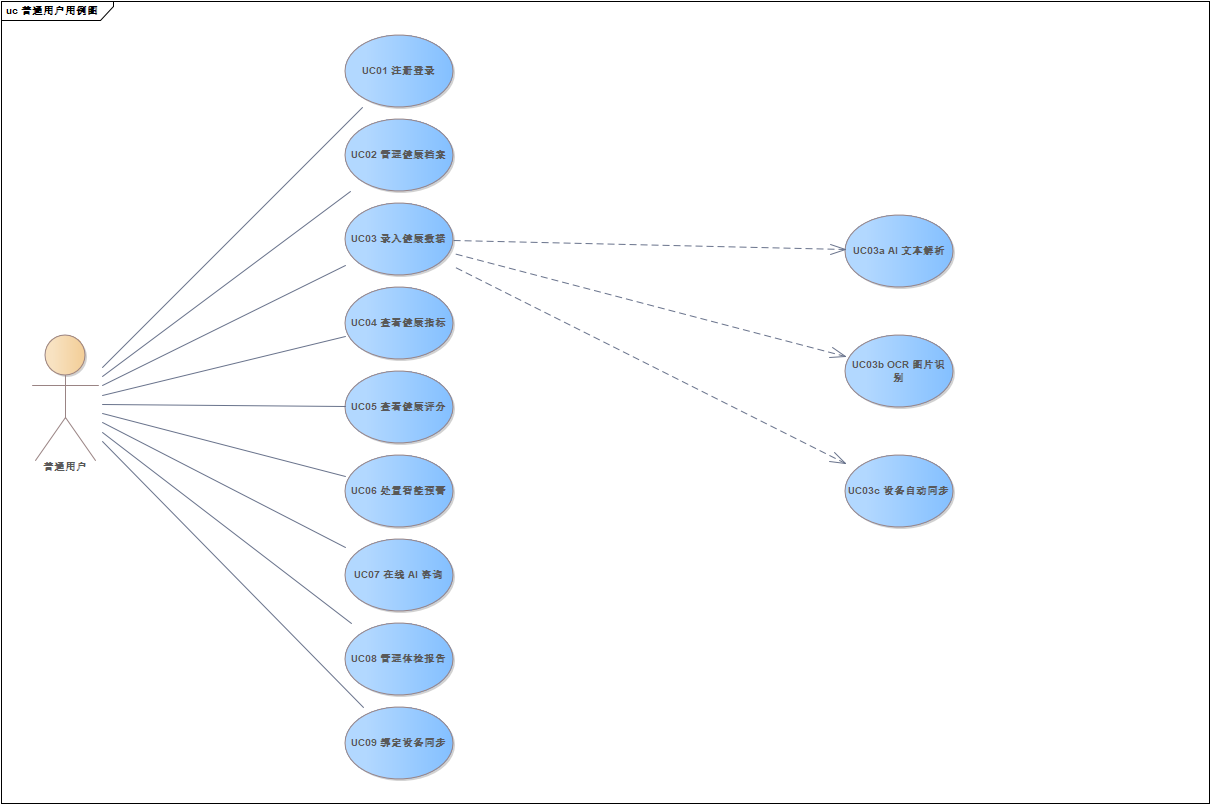 uc 普通用户用例图
UC01 注册登录
UC02 管理健康档案
UC03 录入健康数据
UC03a AI 文本解析
UC04 查看健康指标
UC03b OCR 图片识
别
UC05 查看健康评分
普通用户
UC06 处置智能预警
UC03c 设备自动同步
UC07 在线 AI 咨询
UC08 管理体检报告
UC09 绑定设备同步